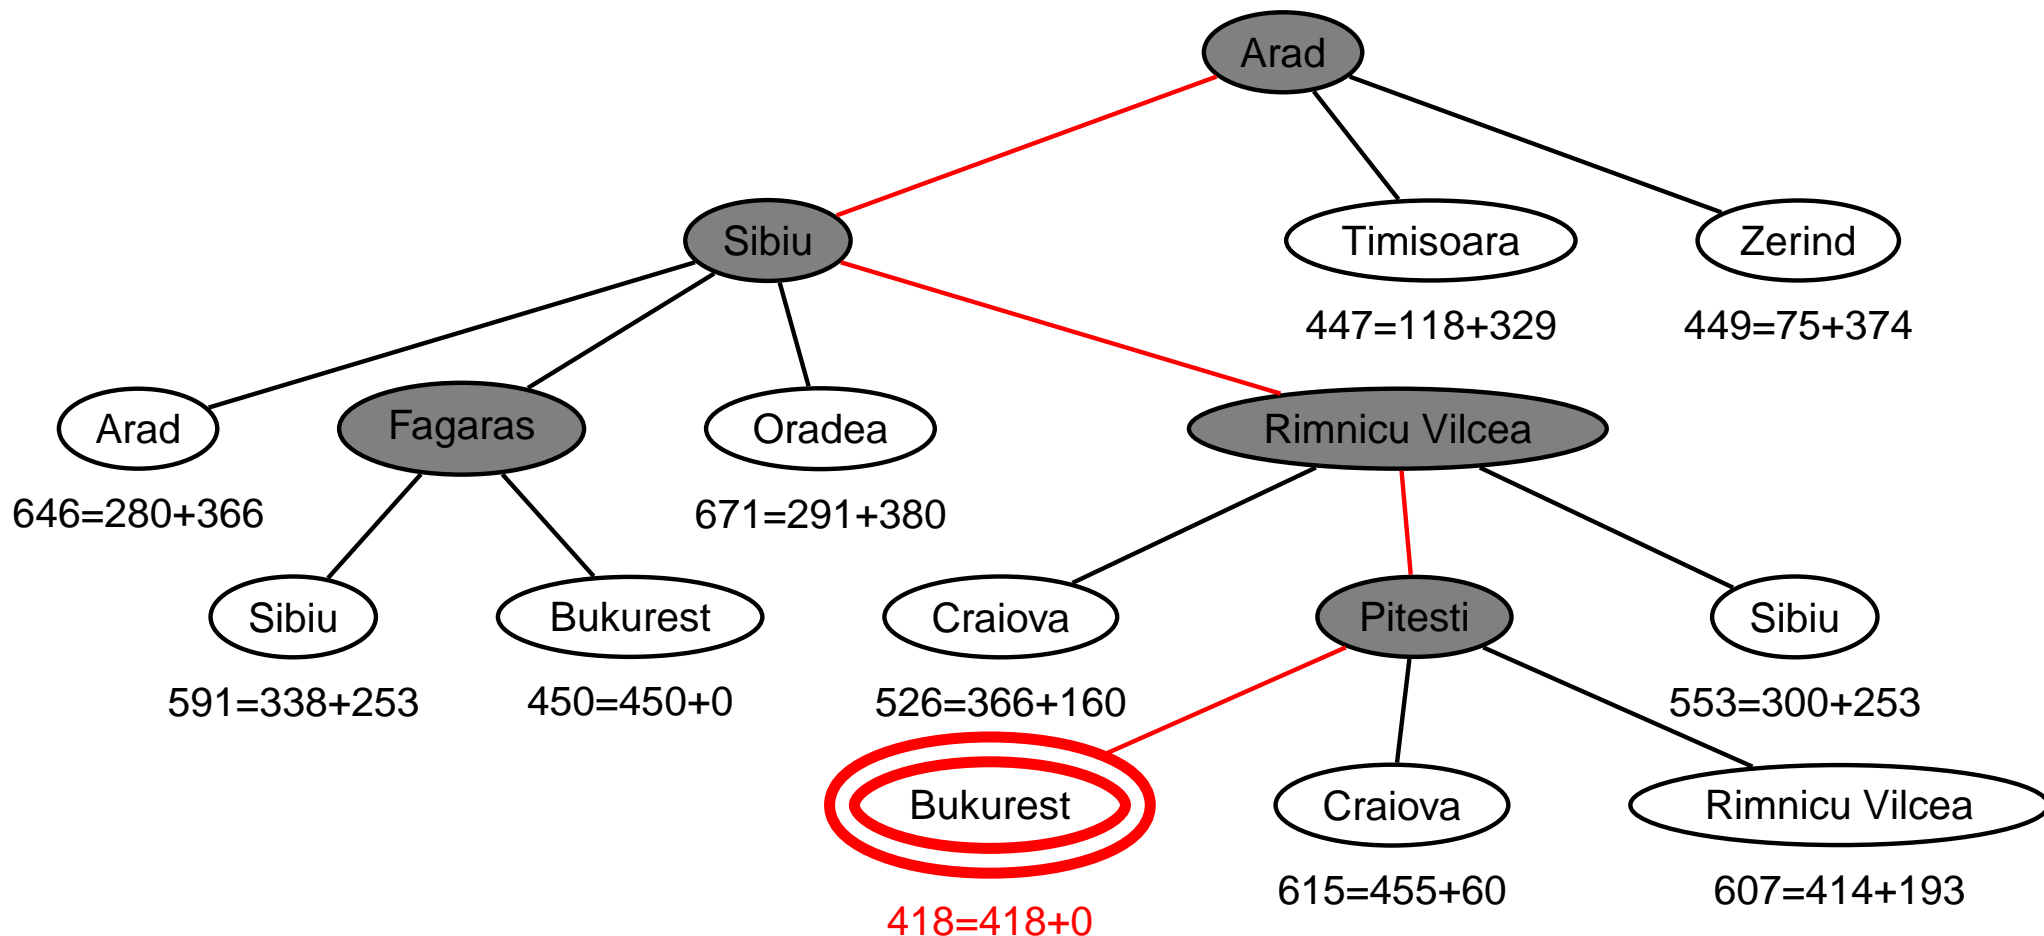 Arad
Sibiu
Timisoara
Zerind
447=118+329
449=75+374
Arad
Fagaras
Oradea
Rimnicu Vilcea
646=280+366
671=291+380
Sibiu
Bukurest
Craiova
Pitesti
Sibiu
591=338+253
450=450+0
526=366+160
553=300+253
Bukurest
Craiova
Rimnicu Vilcea
418=418+0
615=455+60
607=414+193